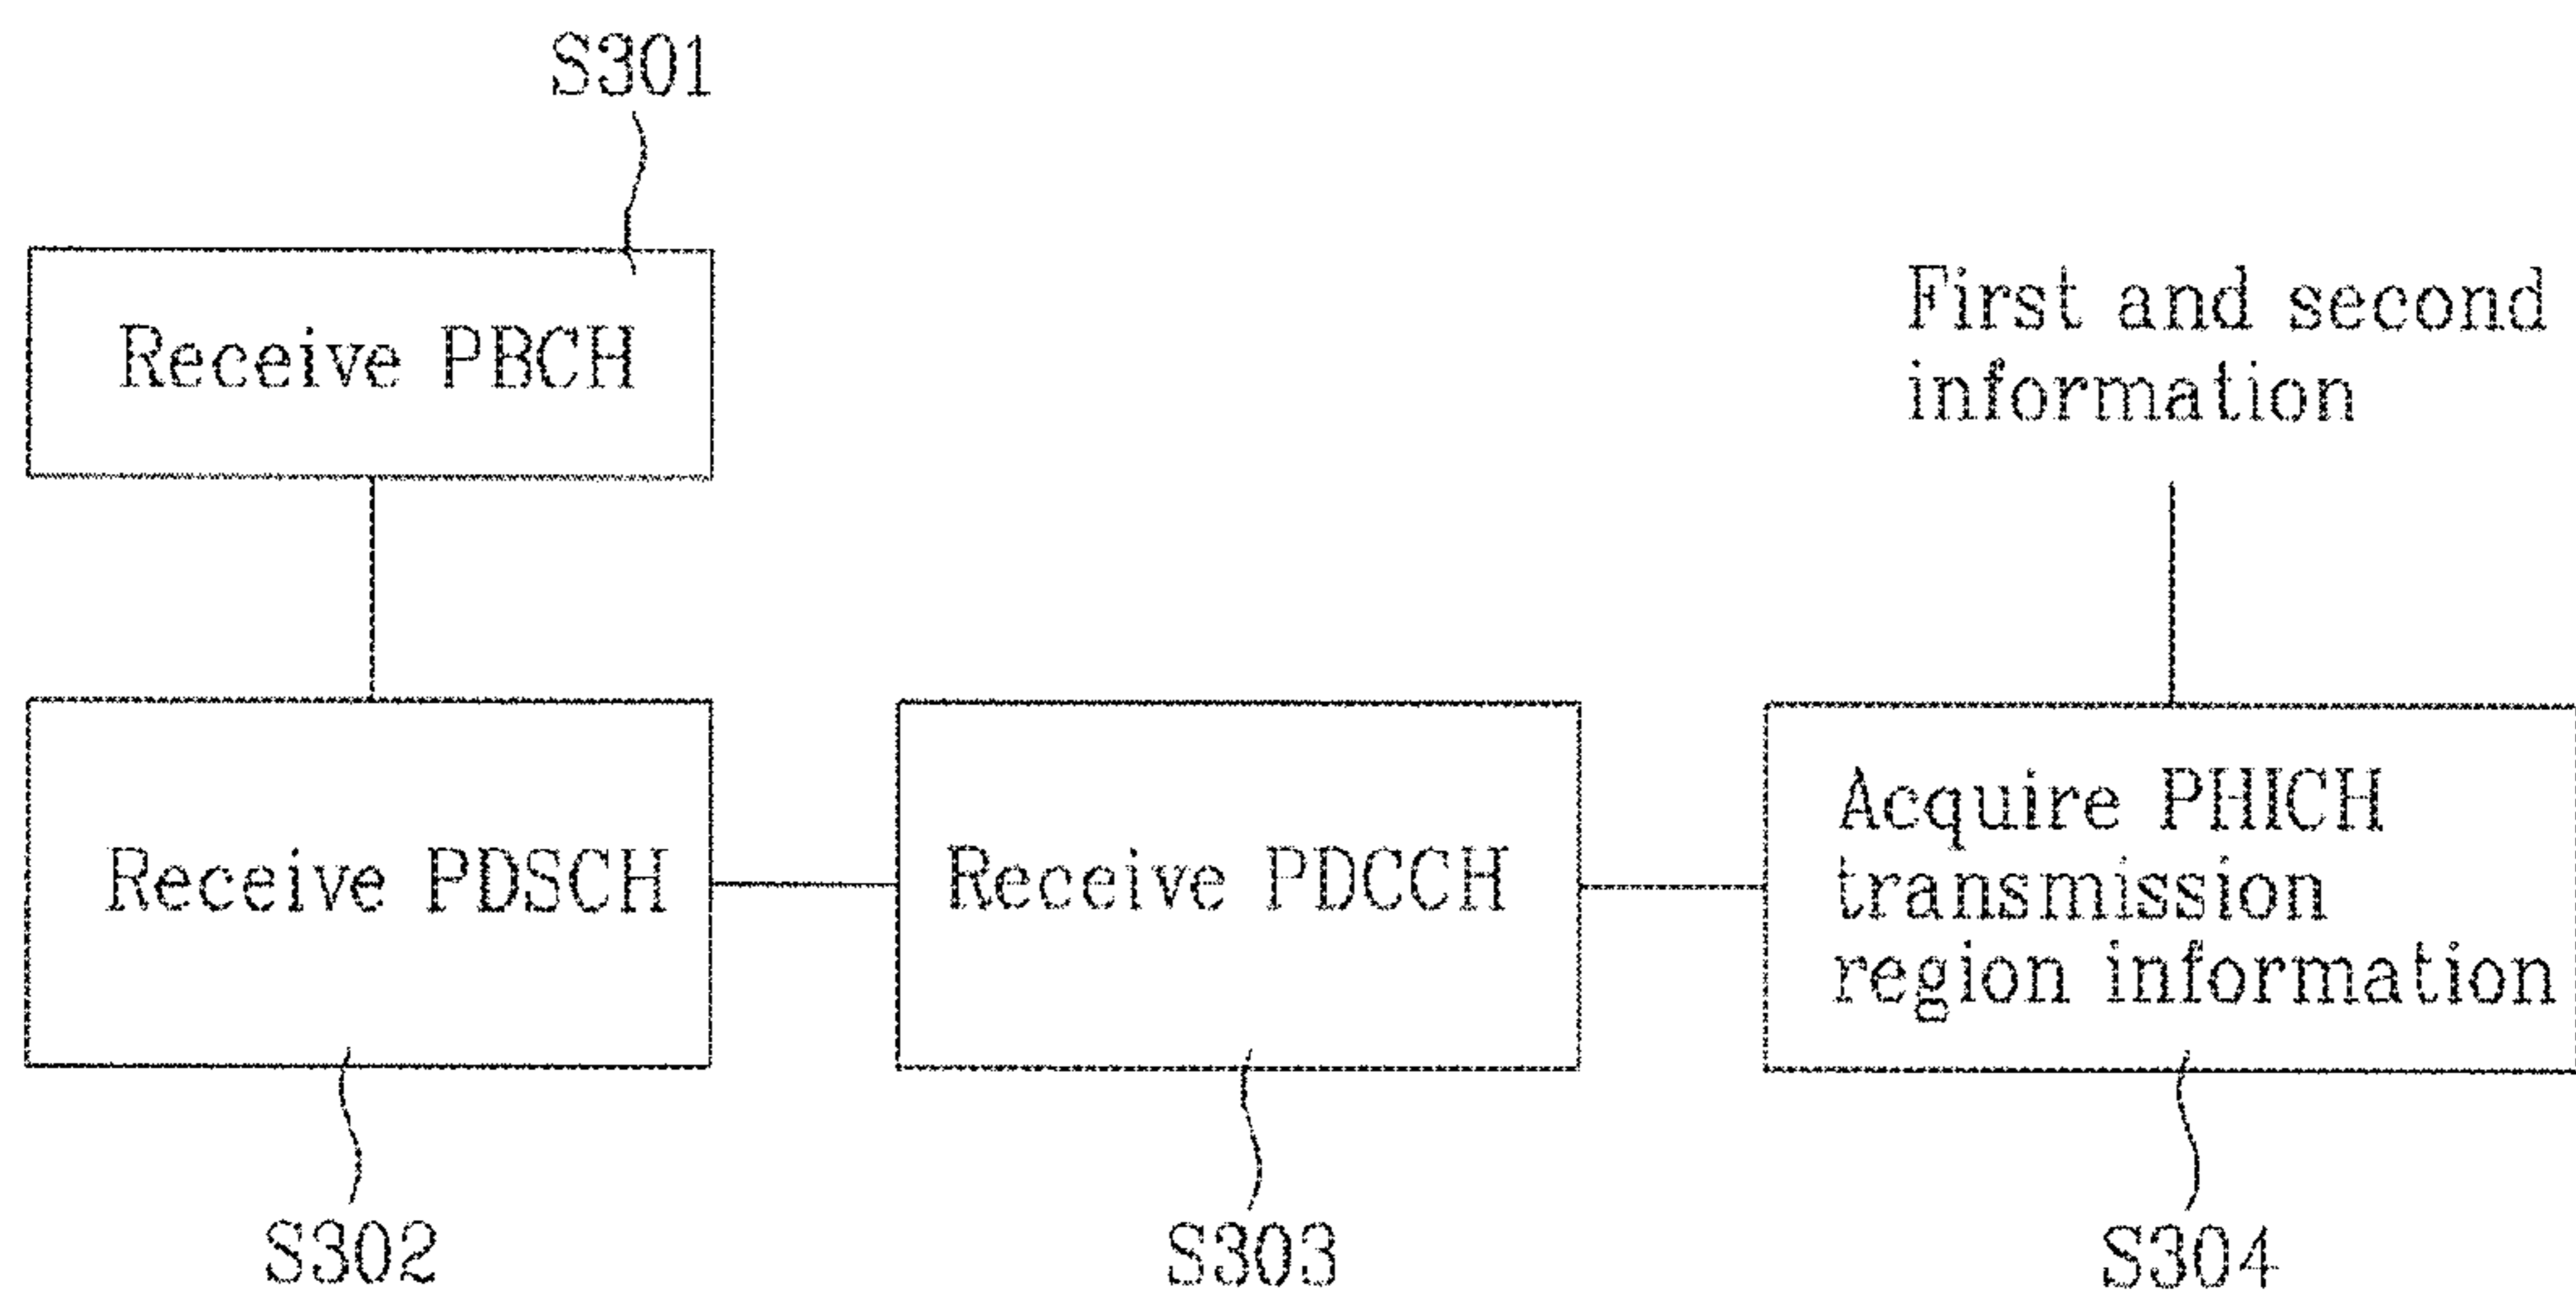 S301
Receive PBCH
First and second
information
Receive PDSCH
Receive PDCCH
Acquire PHICH
transmission
region information
S302
S303
S304